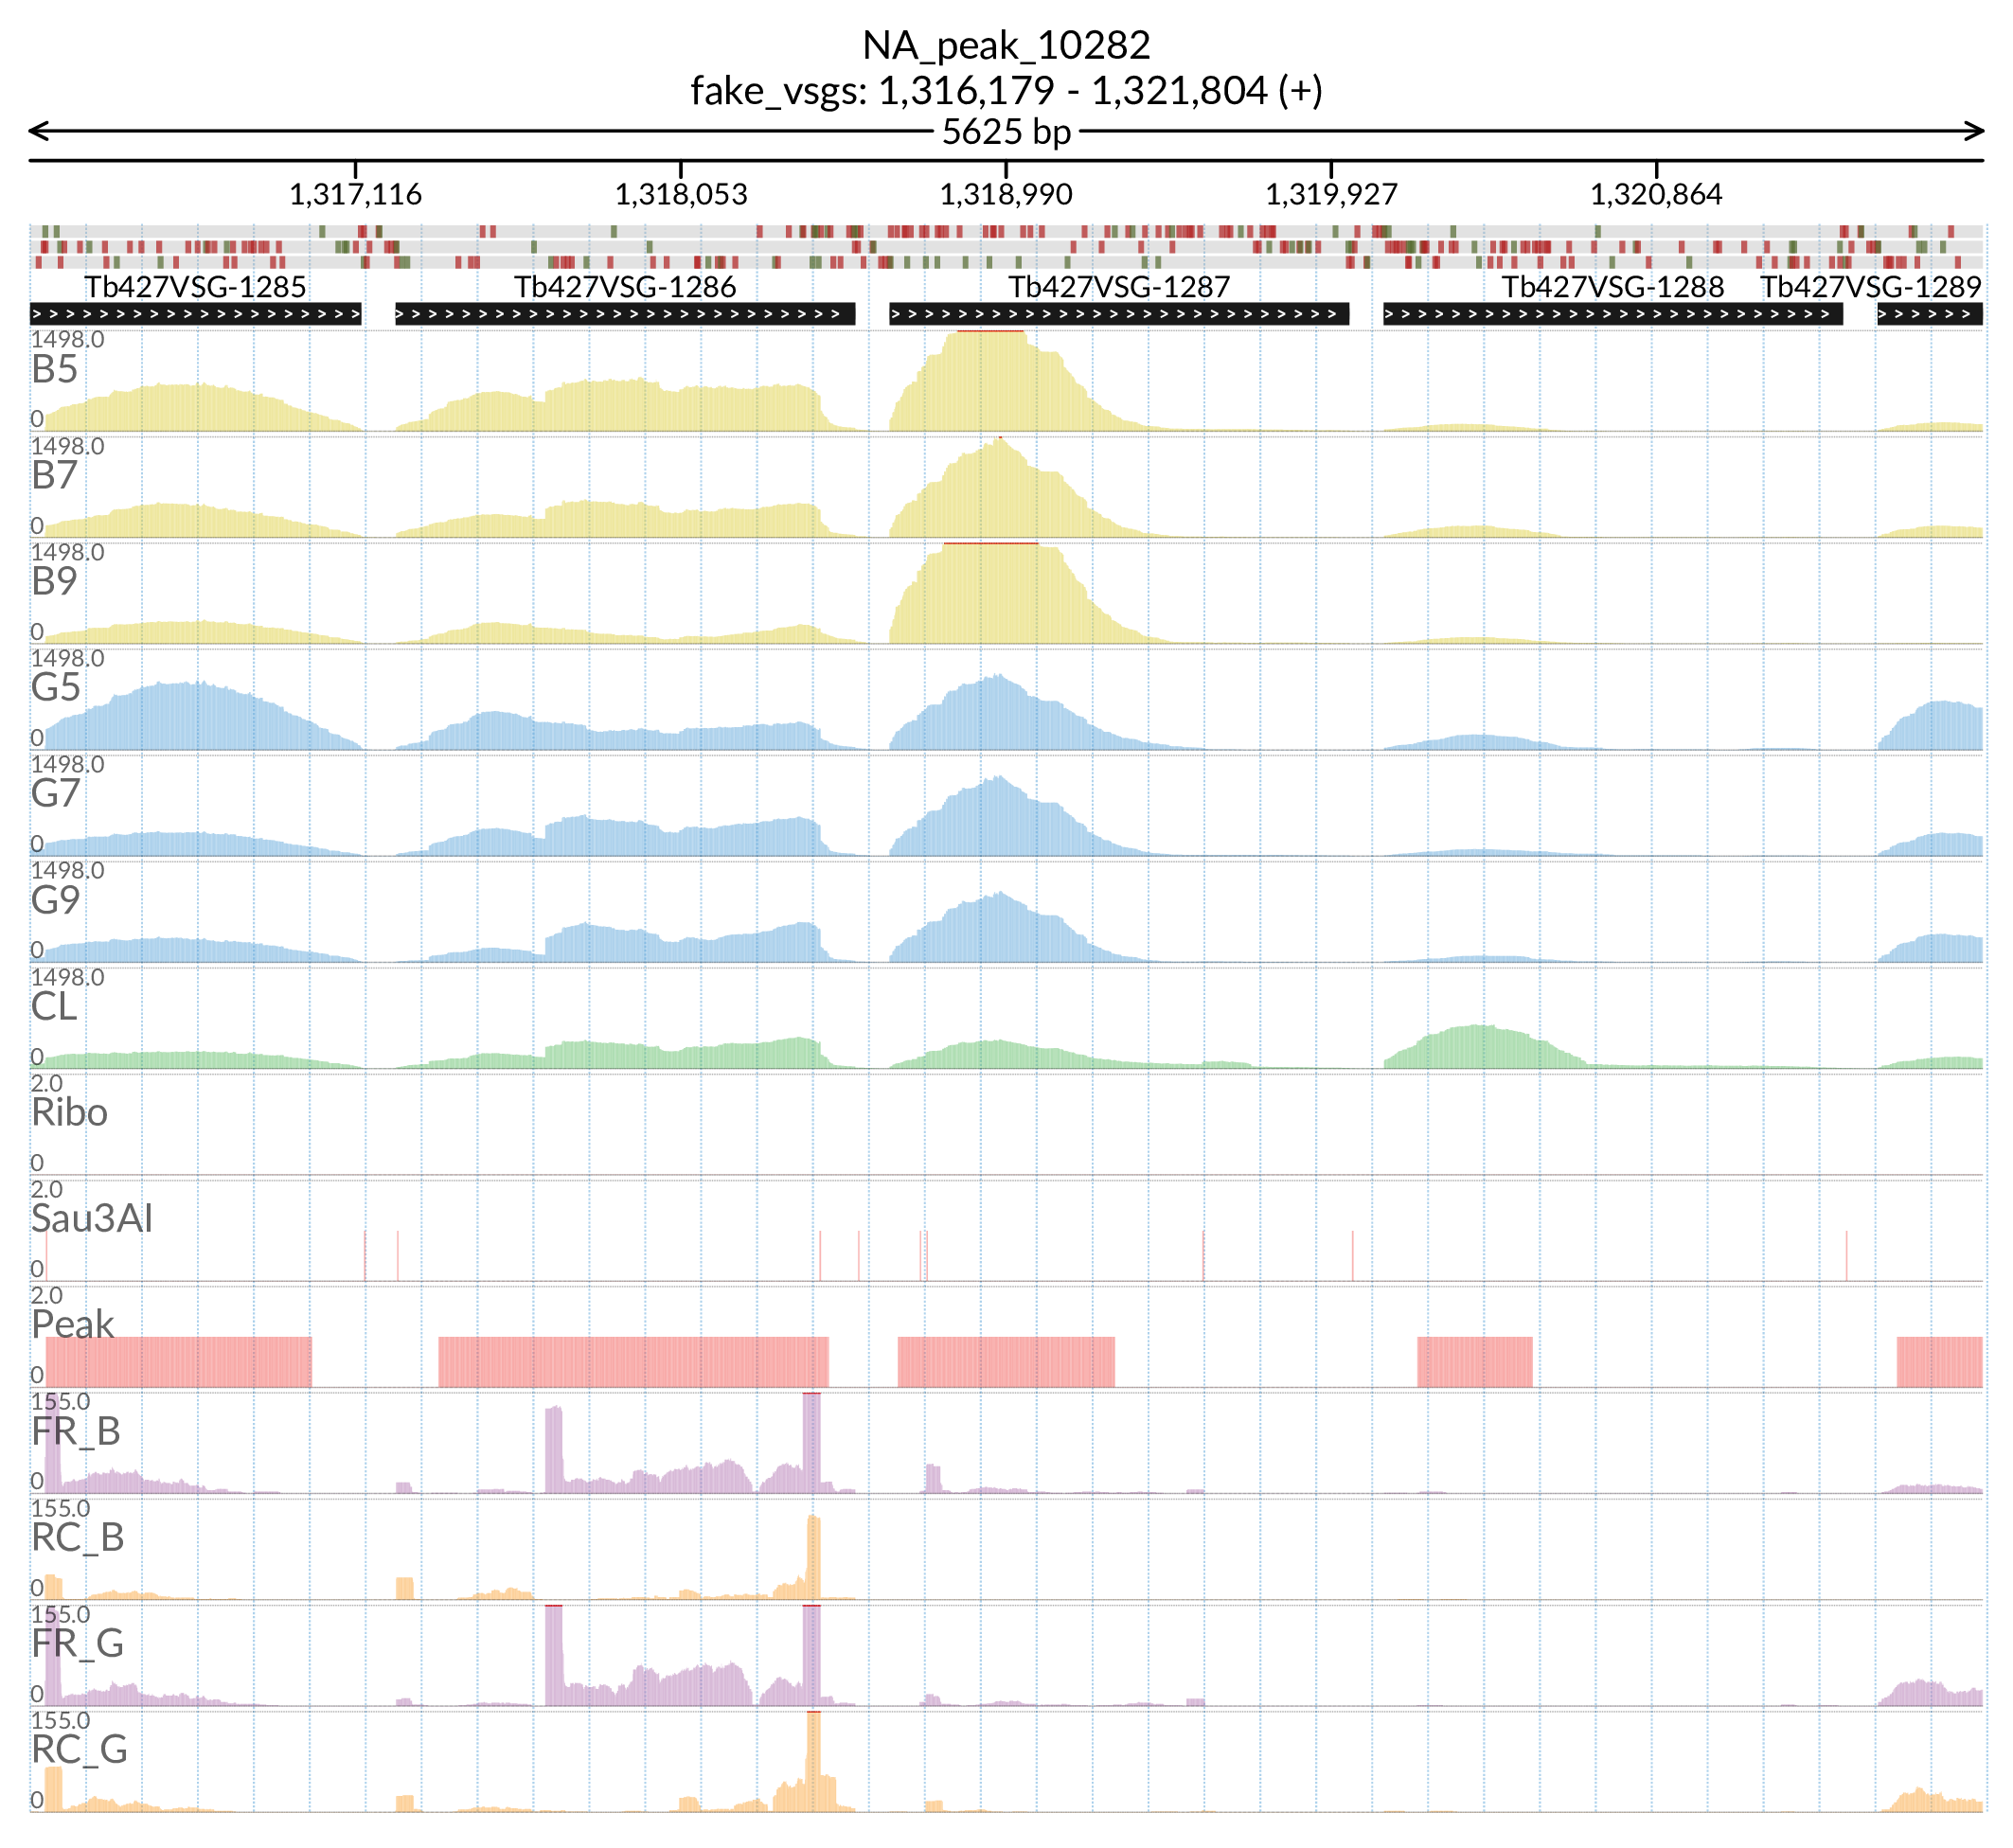 NA_peak_10282
fake_vsgs: 1,316,179 - 1,321,804 (+)
5625 bp
1,317,116 1,318,053 1,318,990 1,319,927 1,320,864
Tb427VSG-1285 Tb427VSG-1286 Tb427VSG-1287 Tb427VSG-1288 Tb427VSG-1289
1498.0
B5
0
1498.0
B7
0
1498.0
B9
0
1498.0
G5
0
1498.0
G7
0
1498.0
G9
0
1498.0
CL
0
2.0
Ribo
0
2.0
Sau3AI
0
2.0
Peak
0
155.0
FR_B
0
155.0
RC_B
0
155.0
FR_G
0
155.0
RC_G
0